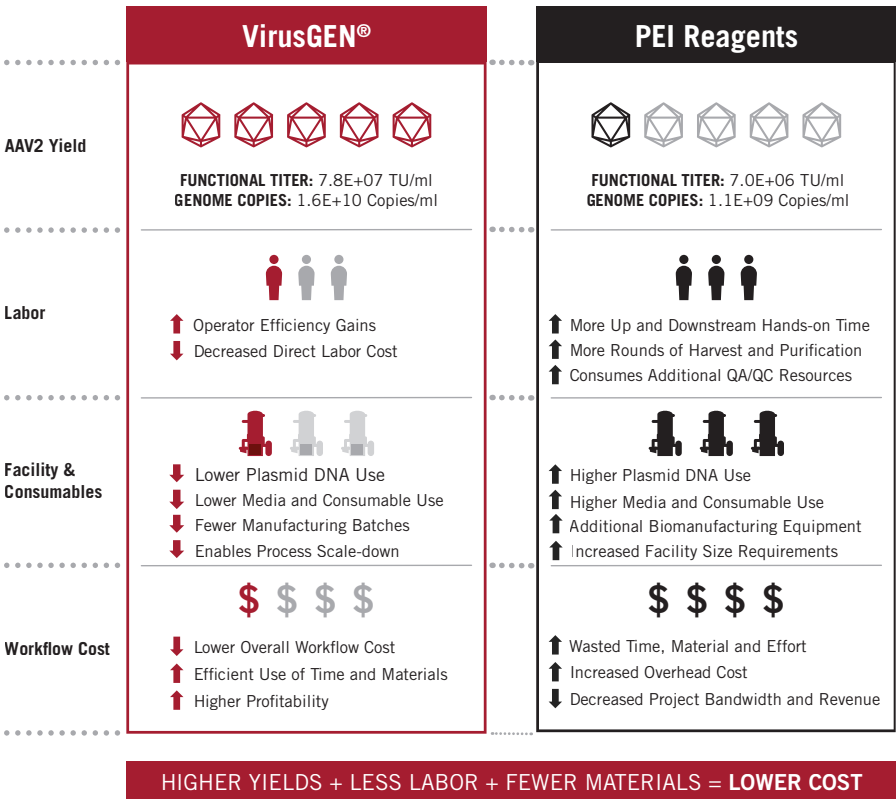 VirusGEN®
PEI Reagents
AAV2 Yield
FUNCTIONAL TITER: 7.8E+07 TU/ml
GENOME COPIES: 1.6E+10 Copies/ml
FUNCTIONAL TITER: 7.0E+06 TU/ml
GENOME COPIES: 1.1E+09 Copies/ml
Labor
Operator Efficiency Gains
Decreased Direct Labor Cost
More Up and Downstream Hands-on Time
More Rounds of Harvest and Purification
Consumes Additional QA/QC Resources
Facility &
Consumables
Lower Plasmid DNA Use
Lower Media and Consumable Use
Fewer Manufacturing Batches
Enables Process Scale-down
Higher Plasmid DNA Use
Higher Media and Consumable Use
Additional Biomanufacturing Equipment
Increased Facility Size Requirements
Workflow Cost
$ $ $ $
Lower Overall Workflow Cost
Efficient Use of Time and Materials
Higher Profitability
$ $ $ $
Wasted Time, Material and Effort
Increased Overhead Cost
Decreased Project Bandwidth and Revenue
HIGHER YIELDS + LESS LABOR + FEWER MATERIALS = LOWER COST